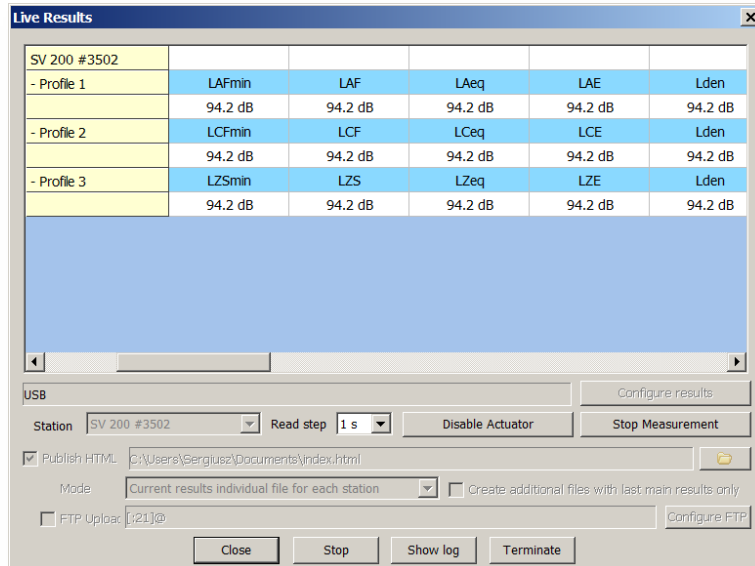 Live Results
SV 200 #3502
- Profile 1 LAFmin LAF LAeq LAE Lden
94.2 dB 94.2 dB 94.2 dB 94.2 dB 94.2 dB
- Profile 2 LCFmin LCF LCeq LCE Lden
94.2 dB 94.2 dB 94.2 dB 94.2 dB 94.2 dB
- Profile 3 LZSmin LZS LZeq LZE Lden
94.2 dB 94.2 dB 94.2 dB 94.2 dB 94.2 dB
USB Configure results
Station SV 200 #3502 Read step 1 s Disable Actuator Stop Measurement
Publish HTML C:\Users\Sergiusz\Documents\index.html
Mode Current results individual file for each station Create additional files with last main results only
FTP Upload [:21]@ Configure FTP
Close Stop Show log Terminate